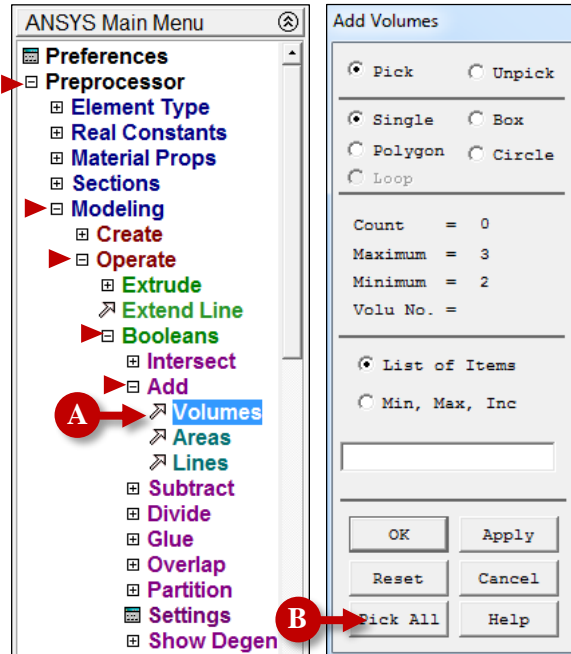 ANSYS Main Menu
Preferences
Preprocessor
Element Type
Real Constants
Material Props
Sections
Modeling
Create
Operate
Extrude
Extend Line
Booleans
Intersect
Add
A
Volumes
Areas
Lines
Subtract
Divide
Glue
Overlap
Partition
Settings
Show Degen
Add Volumes
Pick Unpick
Single Box
Polygon Circle
Loop
Count = 0
Maximum = 3
Minimum = 2
Volu No. =
List of Items
Min, Max, Inc
OK Apply
Reset Cancel
B
Pick All Help